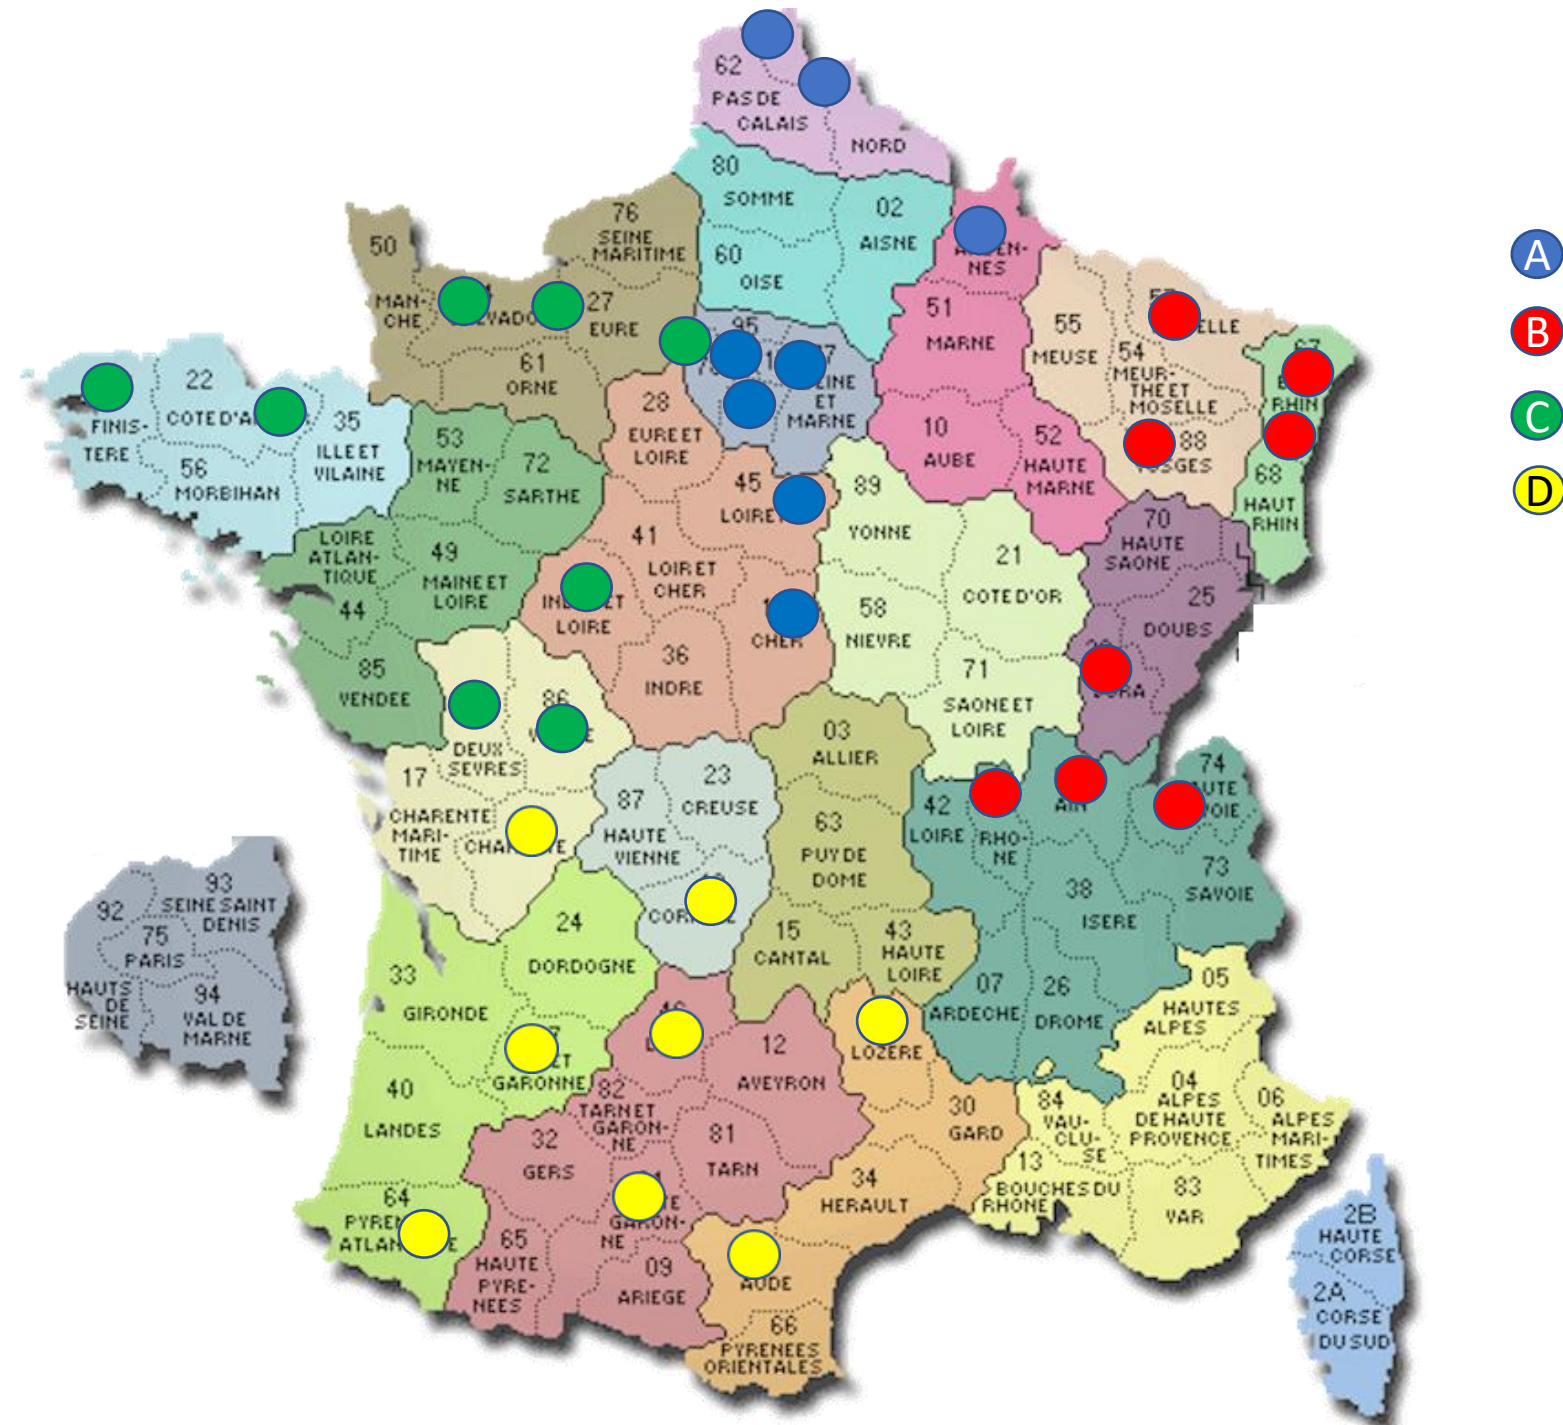 62
PAS DE
CALAIS
NORD
80
SOMME
02
AISNE
60
OISE
76
SEINE
MARITIME
50
MAN-
CHE
27
EURE
61
ORNE
95
NES
51
MARNE
55
MEUSE
54
MEUR-
THE ET
MOSELLE
RHIN
88
68
HAUT
RHIN
10
AUBE
52
HAUTE
MARNE
ET
MARNE
22
FINIS-
TERE
56
MORBIHAN
35
ILLE ET
VILAINE
53
MAYEN-
NE
72
SARTHE
28
EURE ET
LOIRE
45
89
YONNE
21
COTE D'OR
70
HAUTE
SAONE
25
DOUBS
LOIRE
ATLAN-
TIQUE
44
49
MAINE ET
LOIRE
41
LOIR ET
CHER
LOIRE
36
INDRE
CHER
58
NIEVRE
71
SAONE ET
LOIRE
85
VENDEE
86
DEUX
SEVRES
17
CHARENTE
MARI-
TIME
87
HAUTE
VIENNE
23
CREUSE
03
ALLIER
63
PUY DE
DOME
42
LOIRE
RHO-
NE
AIN
74
73
SAVOIE
38
ISERE
93
SEINE SAINT
DENIS
92
75
PARIS
HAUTS
DE
SEINE
94
VAL DE
MARNE
24
DORDOGNE
33
GIRONDE
15
CANTAL
43
HAUTE
LOIRE
07
ARDECHE
26
DROME
05
HAUTES
ALPES
ET
GARONNE
40
LANDES
12
AVEYRON
LOZERE
82
TARN ET
GARON-
NE
81
TARN
32
GERS
30
GARD
84
VAU-
CLU-
SE
04
ALPES
DE HAUTE
PROVENCE
06
ALPES
MARI-
TIMES
13
BOUCHES DU
RHONE
83
VAR
34
HERAULT
64
GARON-
NE
65
HAUTE
PYRE-
NEES
09
ARIEGE
AUDE
66
PYRENEES
ORIENTALES
2B
HAUTE
CORSE
2A
CORSE
DU SUD
A
B
C
D